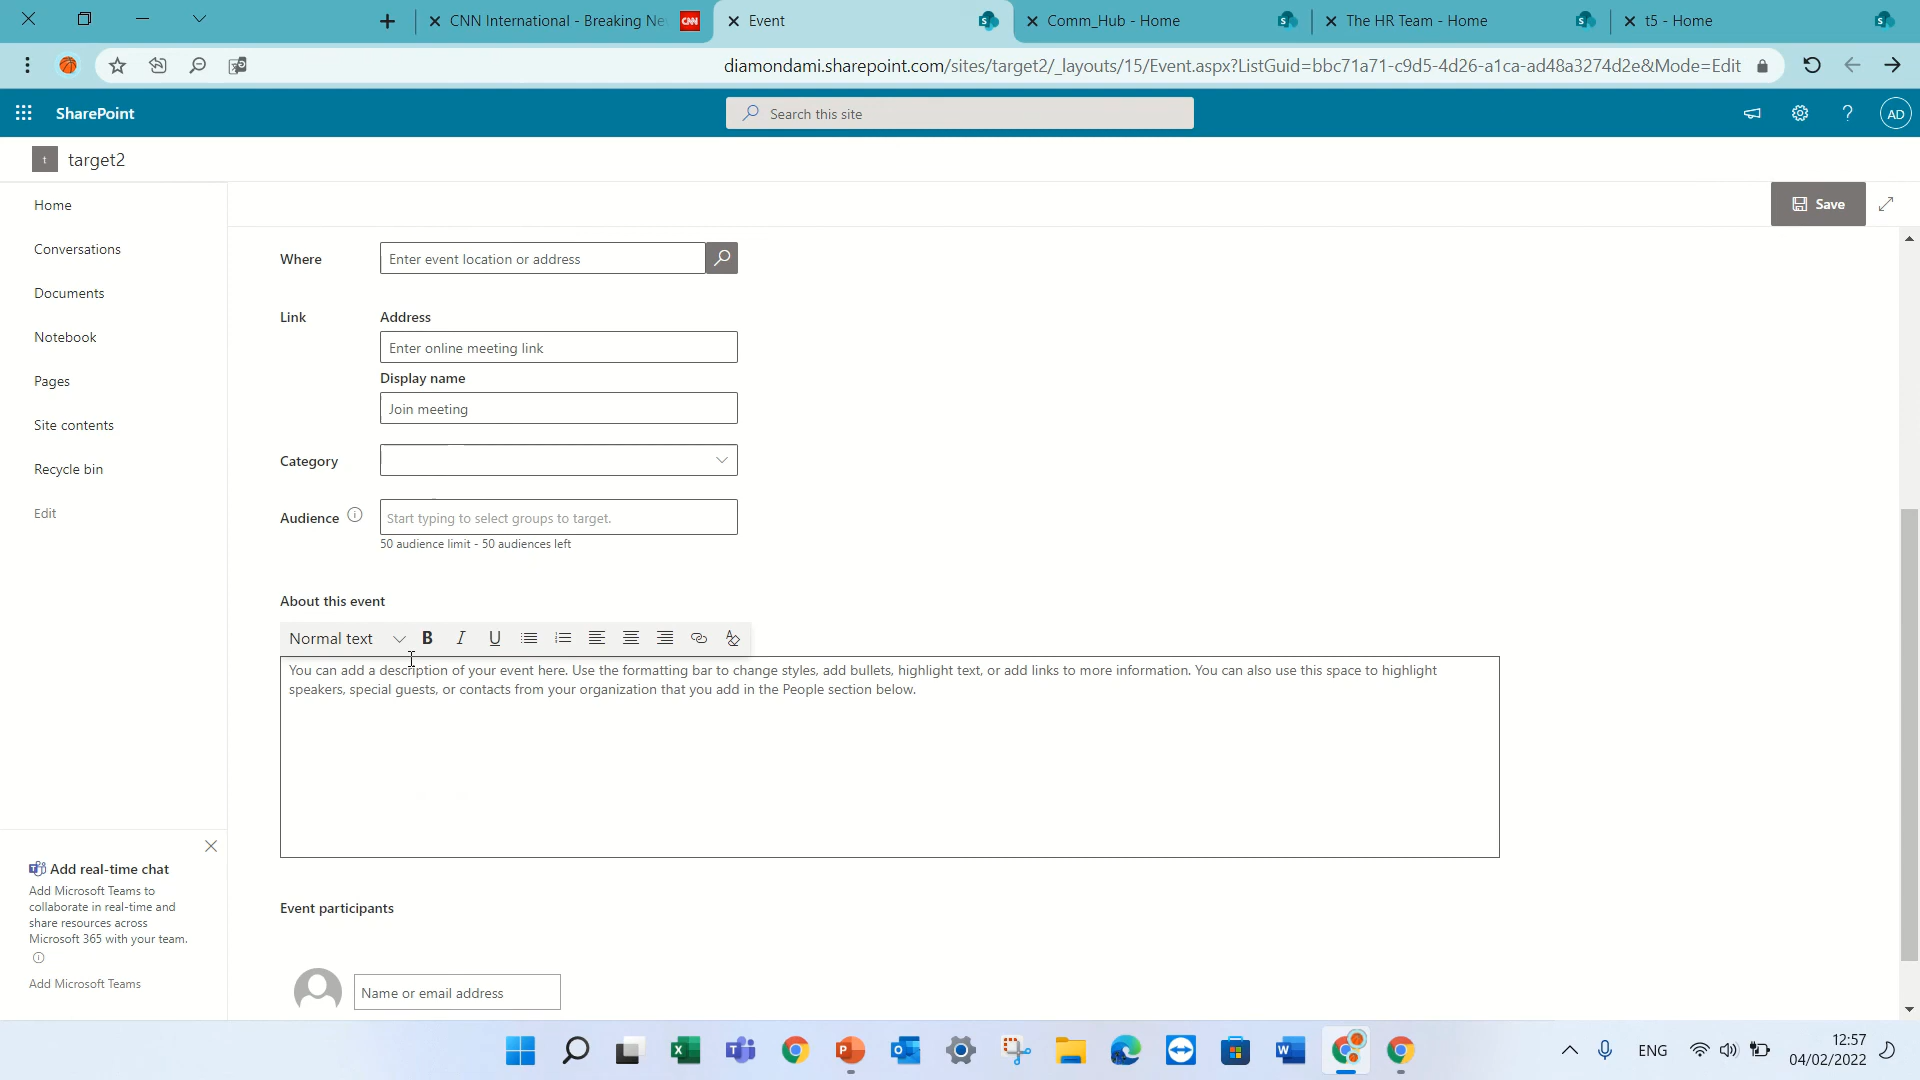 CNN International - Breaking Ne
CNN
Event
Comm_Hub - Home
The HR Team - Home
t5 - Home
diamondami.sharepoint.com/sites/target2/_layouts/15/Event.aspx?ListGuid=bbc71a71-c9d5-4d26-a1ca-ad48a3274d2e&Mode=Edit
SharePoint
Search this site
AD
t target2
Home
Conversations
Documents
Notebook
Pages
Site contents
Recycle bin
Edit
Save
Where
Enter event location or address
Link
Address
Enter online meeting link
Display name
Join meeting
Category
Audience
Start typing to select groups to target.
50 audience limit - 50 audiences left
About this event
Normal text
B I U
You can add a description of your event here. Use the formatting bar to change styles, add bullets, highlight text, or add links to more information. You can also use this space to highlight
speakers, special guests, or contacts from your organization that you add in the People section below.
Event participants
Name or email address
Add real-time chat
Add Microsoft Teams to
collaborate in real-time and
share resources across
Microsoft 365 with your team.
Add Microsoft Teams
ENG
12:57
04/02/2022